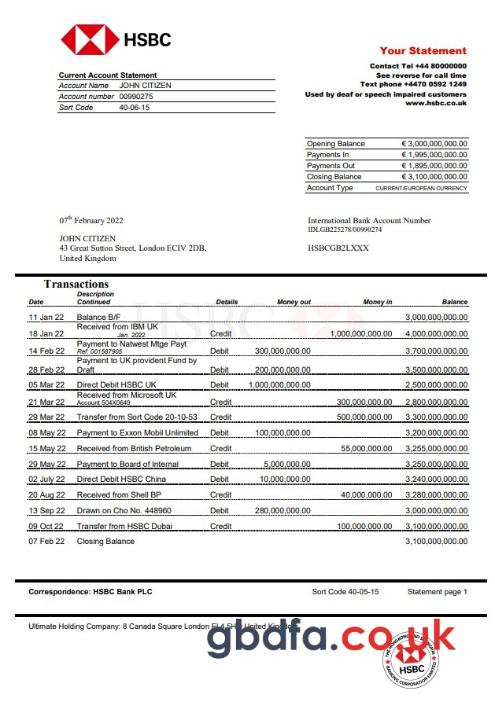 HSBC
Your Statement
Contact Tel +44 80000000
See reverse for call time
Text phone +4470 0592 1249
Used by deaf or speech impaired customers
www.hsbc.co.uk
Current Account Statement
Account Name JOHN CITIZEN
Account number 00990275
Sort Code 40-06-15
Opening Balance € 3,000,000,000.00
Payments In € 1,995,000,000.00
Payments Out € 1,895,000,000.00
Closing Balance € 3,100,000,000.00
Account Type CURRENT/EUROPEAN CURRENCY
07th February 2022
JOHN CITIZEN
43 Great Sutton Street, London ECIV 2DB,
United Kingdom
International Bank Account Number
IDLGB225278/00990274
HSBCGB2LXXX
Transactions
Date Description Continued Details Money out Money in Balance
11 Jan 22 Balance B/F 3,000,000,000.00
18 Jan 22 Received from IBM UK Jan. 2022 Credit 1,000,000,000.00 4,000,000,000.00
14 Feb 22 Payment to Natwest Mtge Payt Ref. 001587905 Debit 300,000,000.00 3,700,000,000.00
28 Feb 22 Payment to UK provident Fund by Draft Debit 200,000,000.00 3,500,000,000.00
05 Mar 22 Direct Debit HSBC UK Debit 1,000,000,000.00 2,500,000,000.00
21 Mar 22 Received from Microsoft UK Account 504X0649 Credit 300,000,000.00 2,800,000,000.00
29 Mar 22 Transfer from Sort Code 20-10-53 Credit 500,000,000.00 3,300,000,000.00
08 May 22 Payment to Exxon Mobil Unlimited Debit 100,000,000.00 3,200,000,000.00
15 May 22 Received from British Petroleum Credit 55,000,000.00 3,255,000,000.00
29 May 22 Payment to Board of Internal Debit 5,000,000.00 3,250,000,000.00
02 July 22 Direct Debit HSBC China Debit 10,000,000.00 3.240,000,000.00
20 Aug 22 Received from Shell BP Credit 40,000,000.00 3.280,000,000.00
13 Sep 22 Drawn on Cho No. 448960 Debit 280,000,000.00 3,000,000,000.00
09 Oct 22 Transfer from HSBC Dubai Credit 100,000,000.00 3,100,000,000.00
07 Feb 22 Closing Balance 3,100,000,000.00
Correspondence: HSBC Bank PLC Sort Code 40-05-15 Statement page 1
Ultimate Holding Company: 8 Canada Square London United
gbdfa.co.uk
HSBC